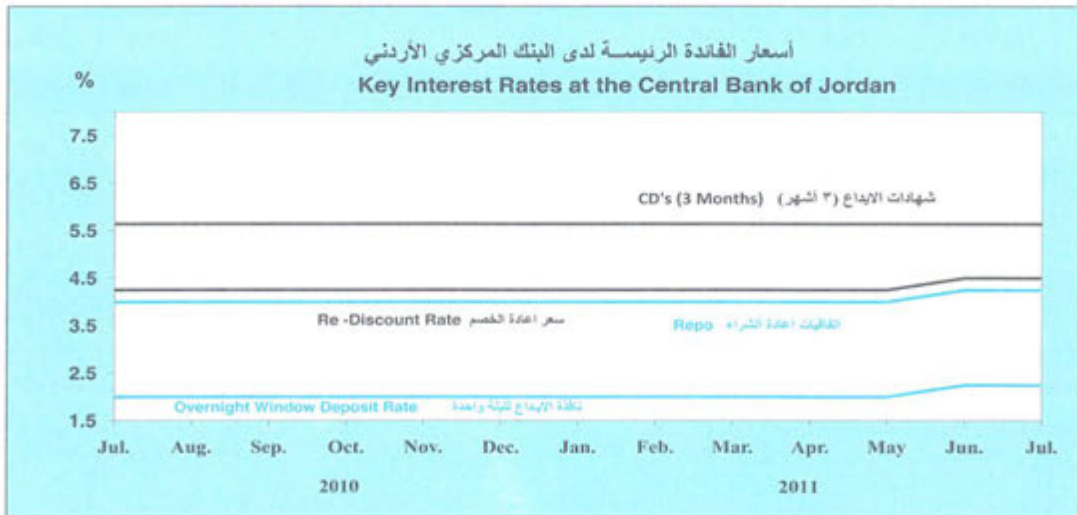 أسعار الفائدة الرئيســة لدى البنك المركزي الأردني
%
Key Interest Rates at the Central Bank of Jordan
7.5
6.5
CD's (3 Months) شهادات الايداع (٣ أشهر)
5.5
4.5
3.5
Re -Discount Rate سعر اعادة الخصم
Repo اتفاقيات اعادة الشراء
2.5
Overnight Window Deposit Rate نافذة الايداع لليلة واحدة
1.5
Jul. Aug. Sep. Oct. Nov. Dec. Jan. Feb. Mar. Apr. May Jun. Jul.
2010 2011